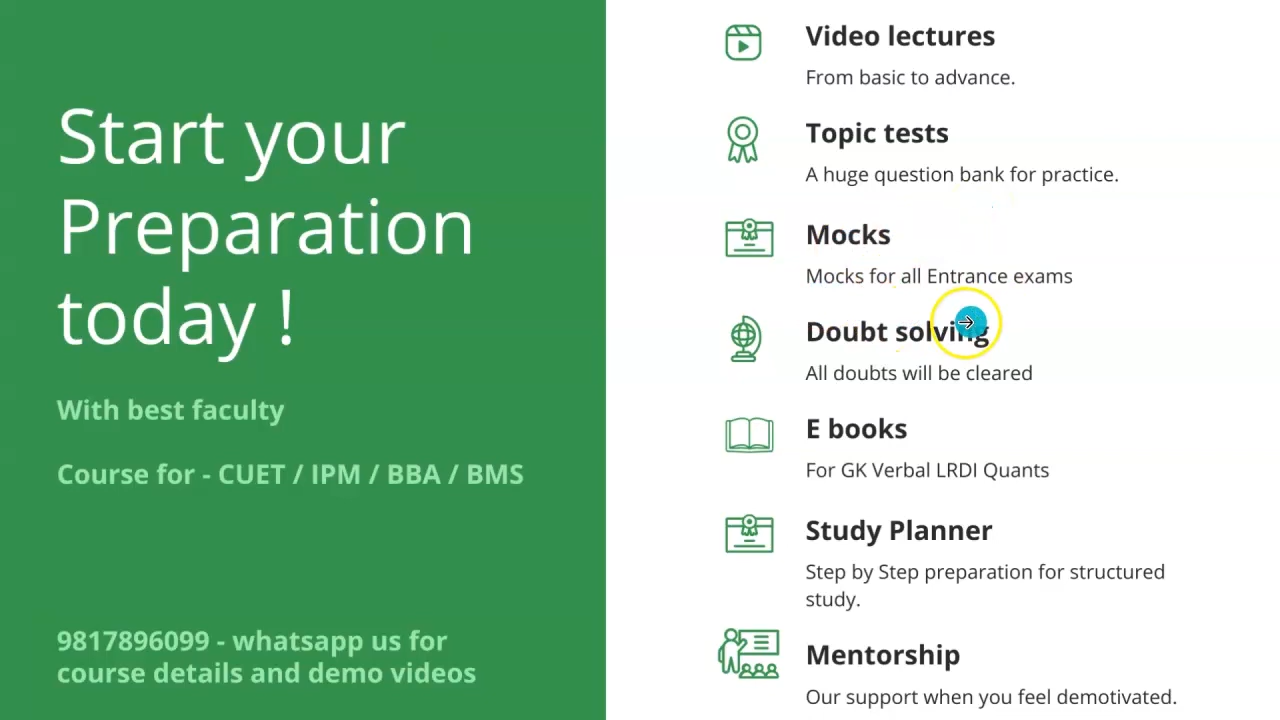 Start your
Preparation
today !
With best faculty
Course for - CUET / IPM / BBA / BMS
9817896099 - whatsapp us for
course details and demo videos
Video lectures
From basic to advance.
Topic tests
A huge question bank for practice.
Mocks
Mocks for all Entrance exams
Doubt solving
All doubts will be cleared
E books
For GK Verbal LRDI Quants
Study Planner
Step by Step preparation for structured
study.
Mentorship
Our support when you feel demotivated.